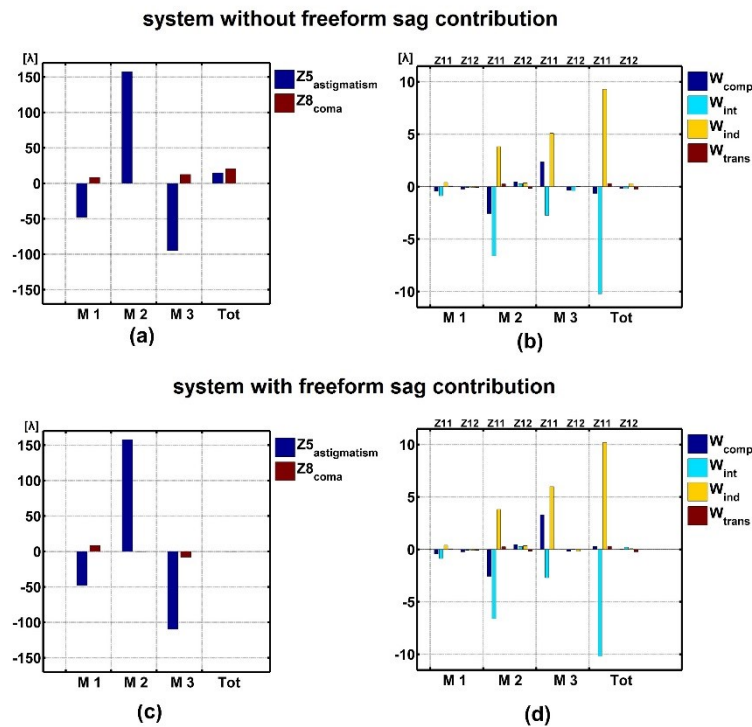 system without freeform sag contribution
[λ]
150
100
50
0
-50
-100
-150
M 1 M 2 M 3 Tot
Z5astigmatism
Z8coma
(a)
[λ]
Z11 Z12 Z11 Z12 Z11 Z12 Z11 Z12
10
5
0
-5
-10
M 1 M 2 M 3 Tot
Wcomp
Wint
Wind
Wtrans
(b)
system with freeform sag contribution
[λ]
150
100
50
0
-50
-100
-150
M 1 M 2 M 3 Tot
Z5astigmatism
Z8coma
(c)
[λ]
Z11 Z12 Z11 Z12 Z11 Z12 Z11 Z12
10
5
0
-5
-10
M 1 M 2 M 3 Tot
Wcomp
Wint
Wind
Wtrans
(d)